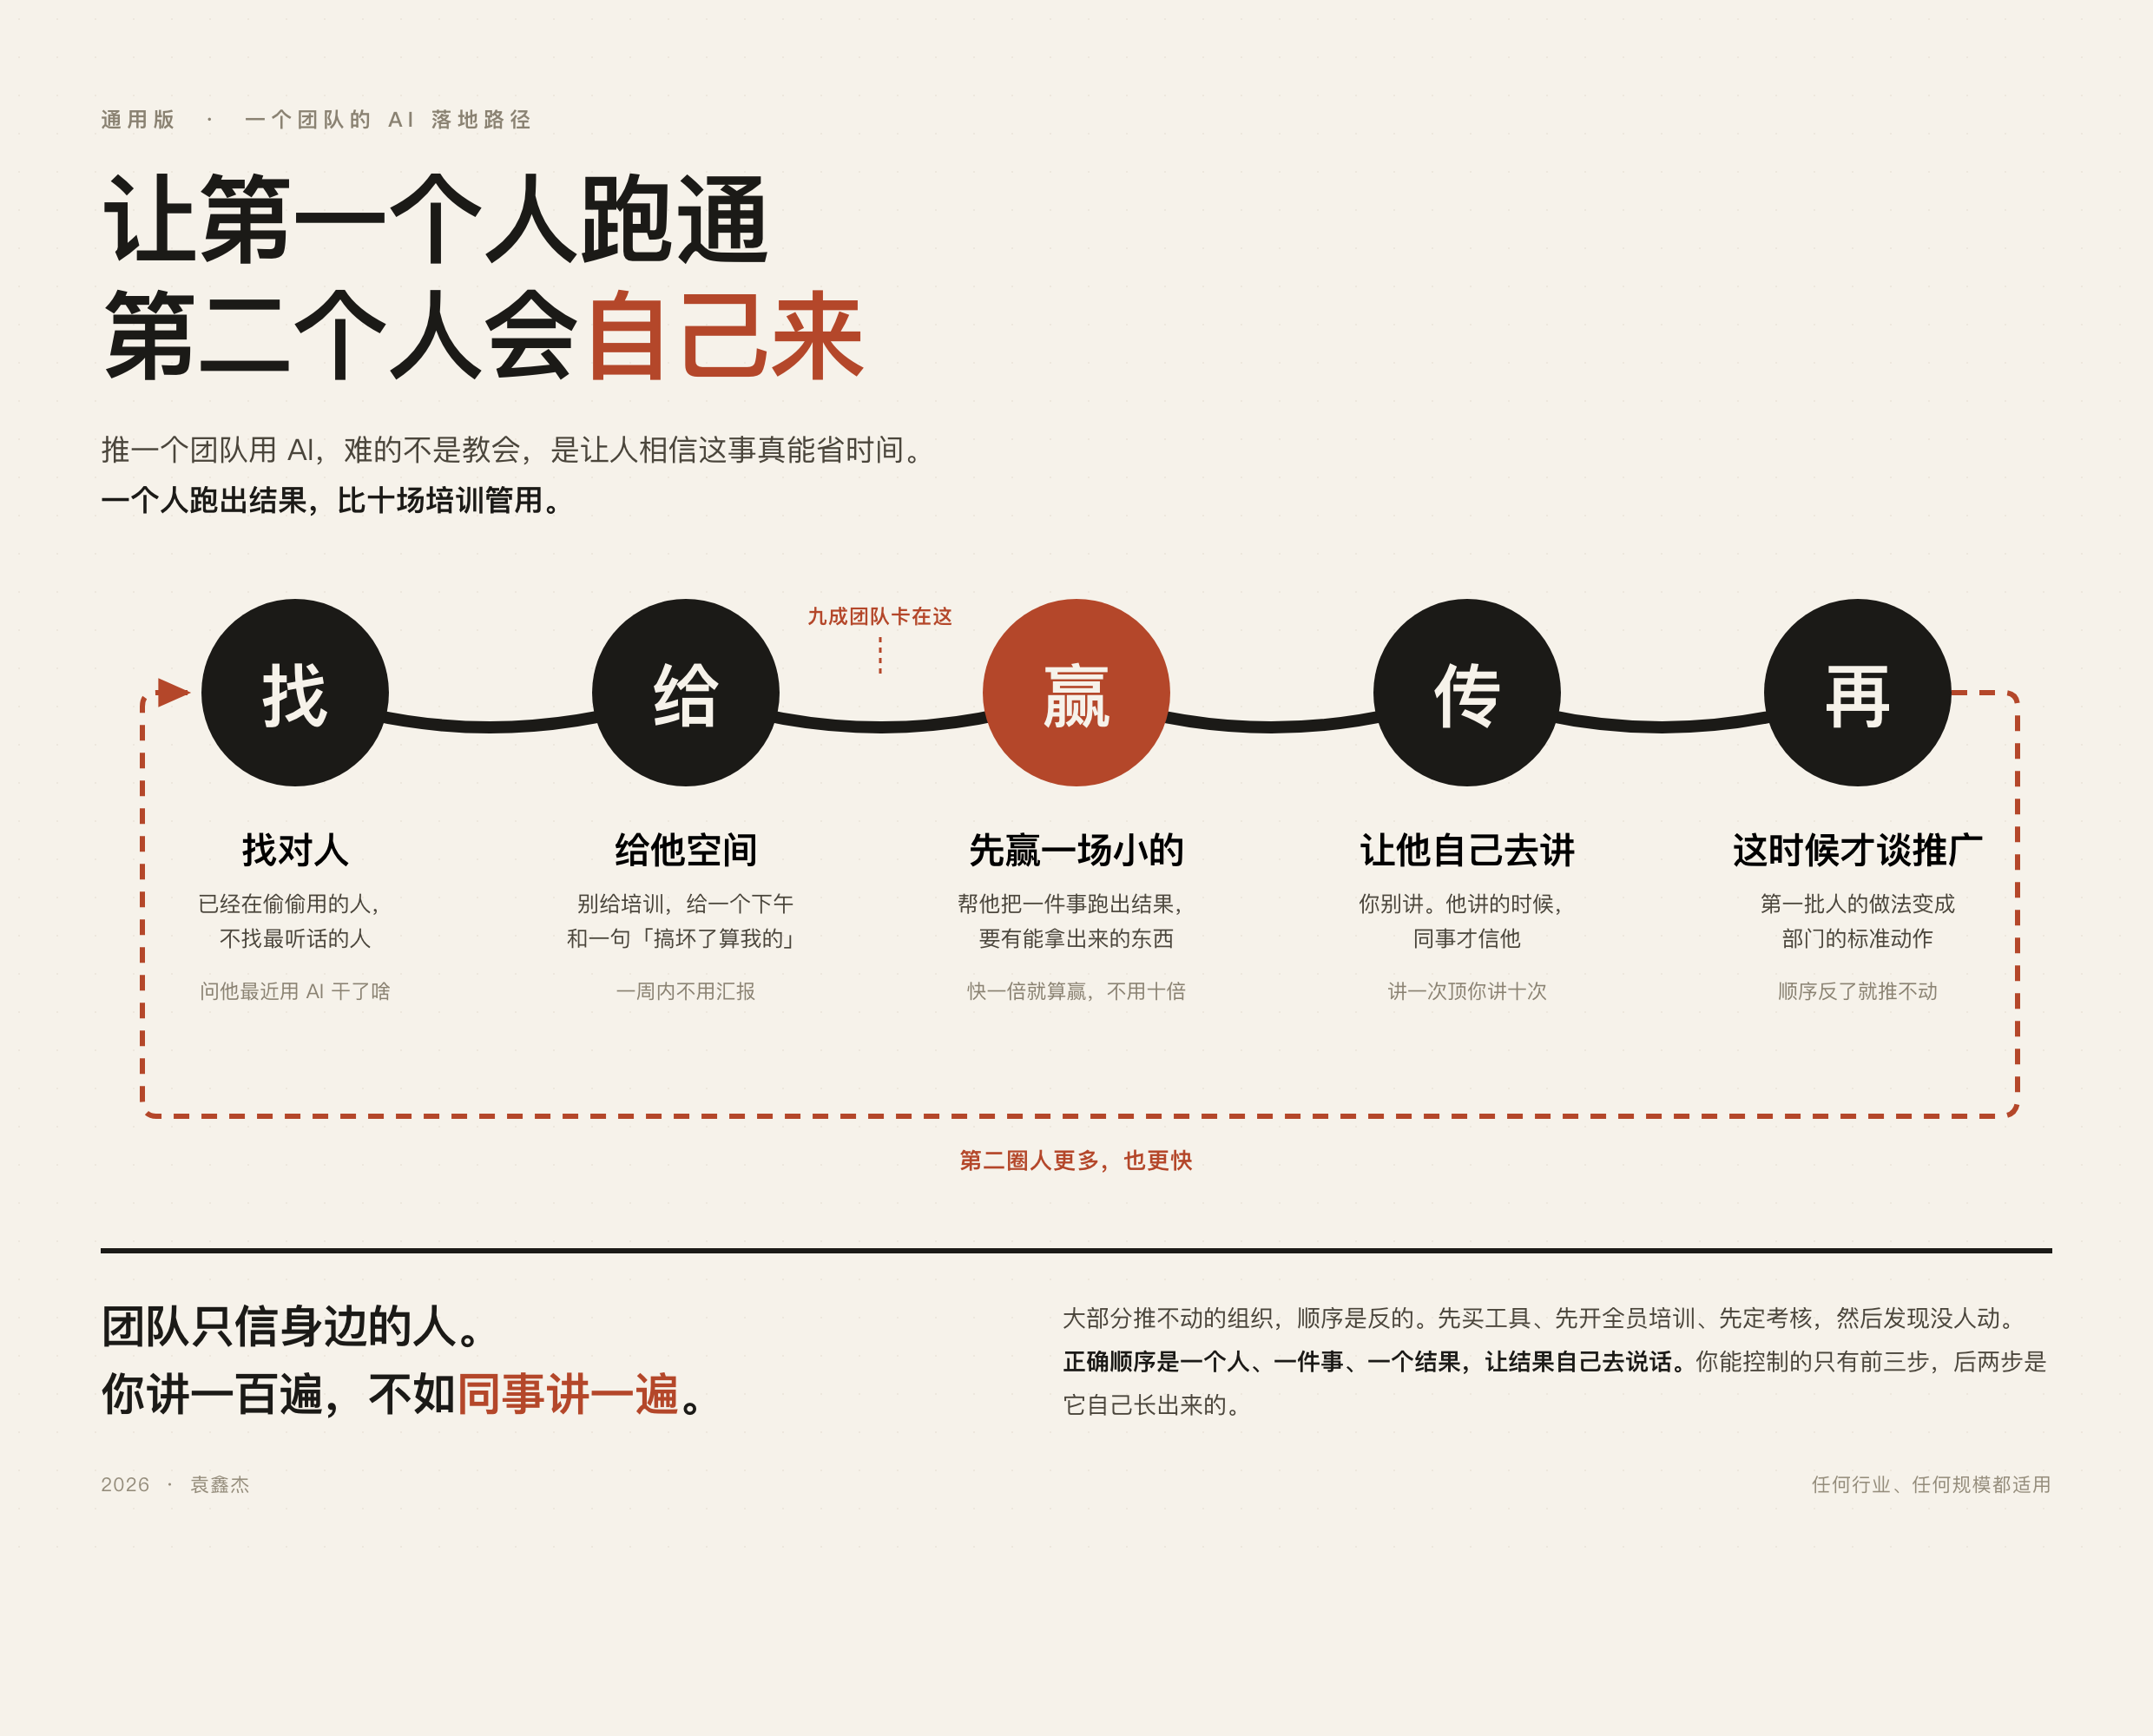 通用版 · 一个团队的 AI 落地路径
让第一个人跑通
第二个人会自己来
推一个团队用 AI，难的不是教会，是让人相信这事真能省时间。
一个人跑出结果，比十场培训管用。
九成团队卡在这
找
给
赢
传
再
找对人
已经在偷偷用的人，
不找最听话的人
问他最近用 AI 干了啥
给他空间
别给培训，给一个下午
和一句「搞坏了算我的」
一周内不用汇报
先赢一场小的
帮他把一件事跑出结果，
要有能拿出来的东西
快一倍就算赢，不用十倍
让他自己去讲
你别讲。他讲的时候，
同事才信他
讲一次顶你讲十次
这时候才谈推广
第一批人的做法变成
部门的标准动作
顺序反了就推不动
第二圈人更多，也更快
团队只信身边的人。
你讲一百遍，不如同事讲一遍。
大部分推不动的组织，顺序是反的。先买工具、先开全员培训、先定考核，然后发现没人动。
正确顺序是一个人、一件事、一个结果，让结果自己去说话。你能控制的只有前三步，后两步是
它自己长出来的。
2026 · 袁鑫杰
任何行业、任何规模都适用